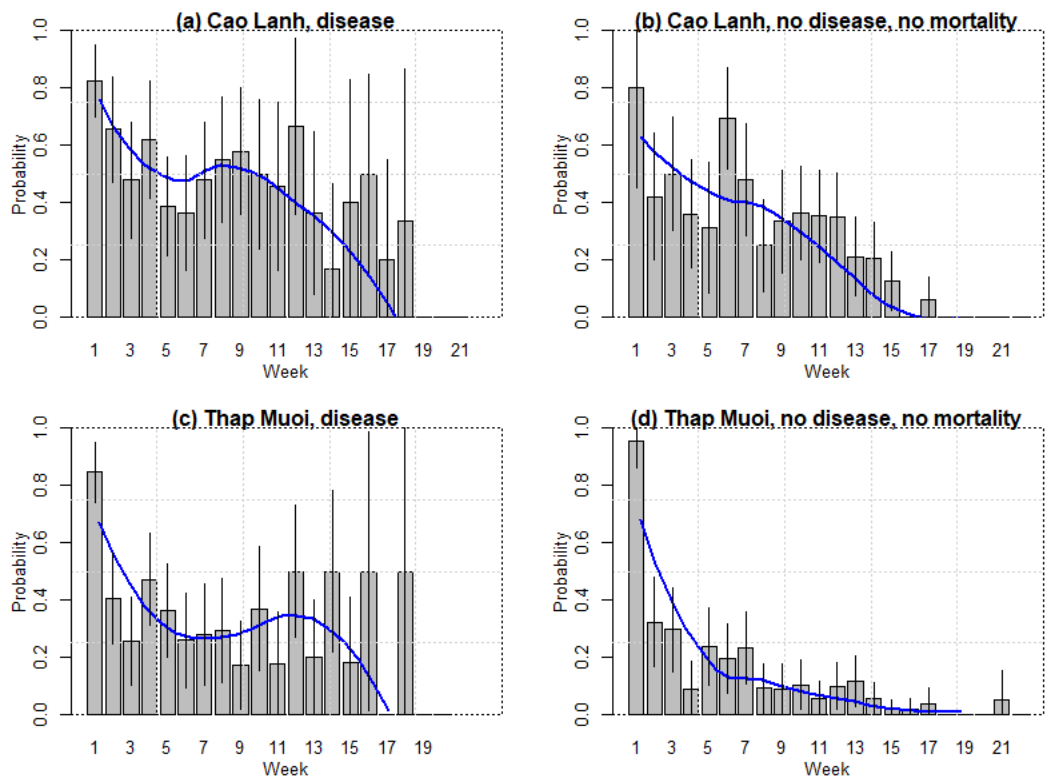 (a) Cao Lanh, disease
Probability
0.0 0.2 0.4 0.6 0.8 1.0
1 3 5 7 9 11 13 15 17 19 21
Week
(b) Cao Lanh, no disease, no mortality
Probability
0.0 0.2 0.4 0.6 0.8 1.0
1 3 5 7 9 11 13 15 17 19 21
Week
(c) Thap Muoi, disease
Probability
0.0 0.2 0.4 0.6 0.8 1.0
1 3 5 7 9 11 13 15 17 19
Week
(d) Thap Muoi, no disease, no mortality
Probability
0.0 0.2 0.4 0.6 0.8 1.0
1 3 5 7 9 11 13 15 17 19 21
Week